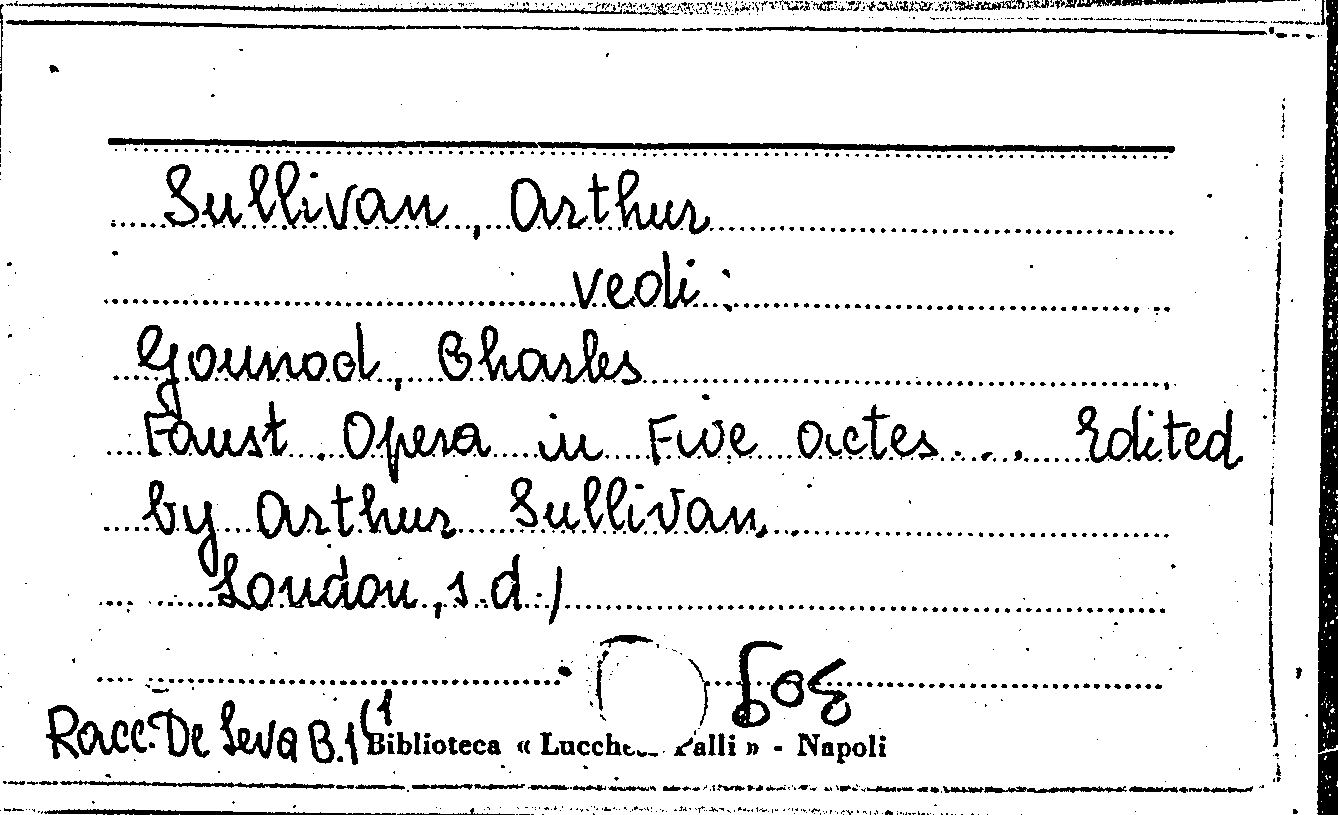 Sullivan, Arthur
vedi:
Gounod, Charles
Faust. Opera in Five actes... Edited
by Arthur Sullivan.
London, s.d./
Racc. De Leva B.1(1
Biblioteca « Lucchesi Palli » - Napoli